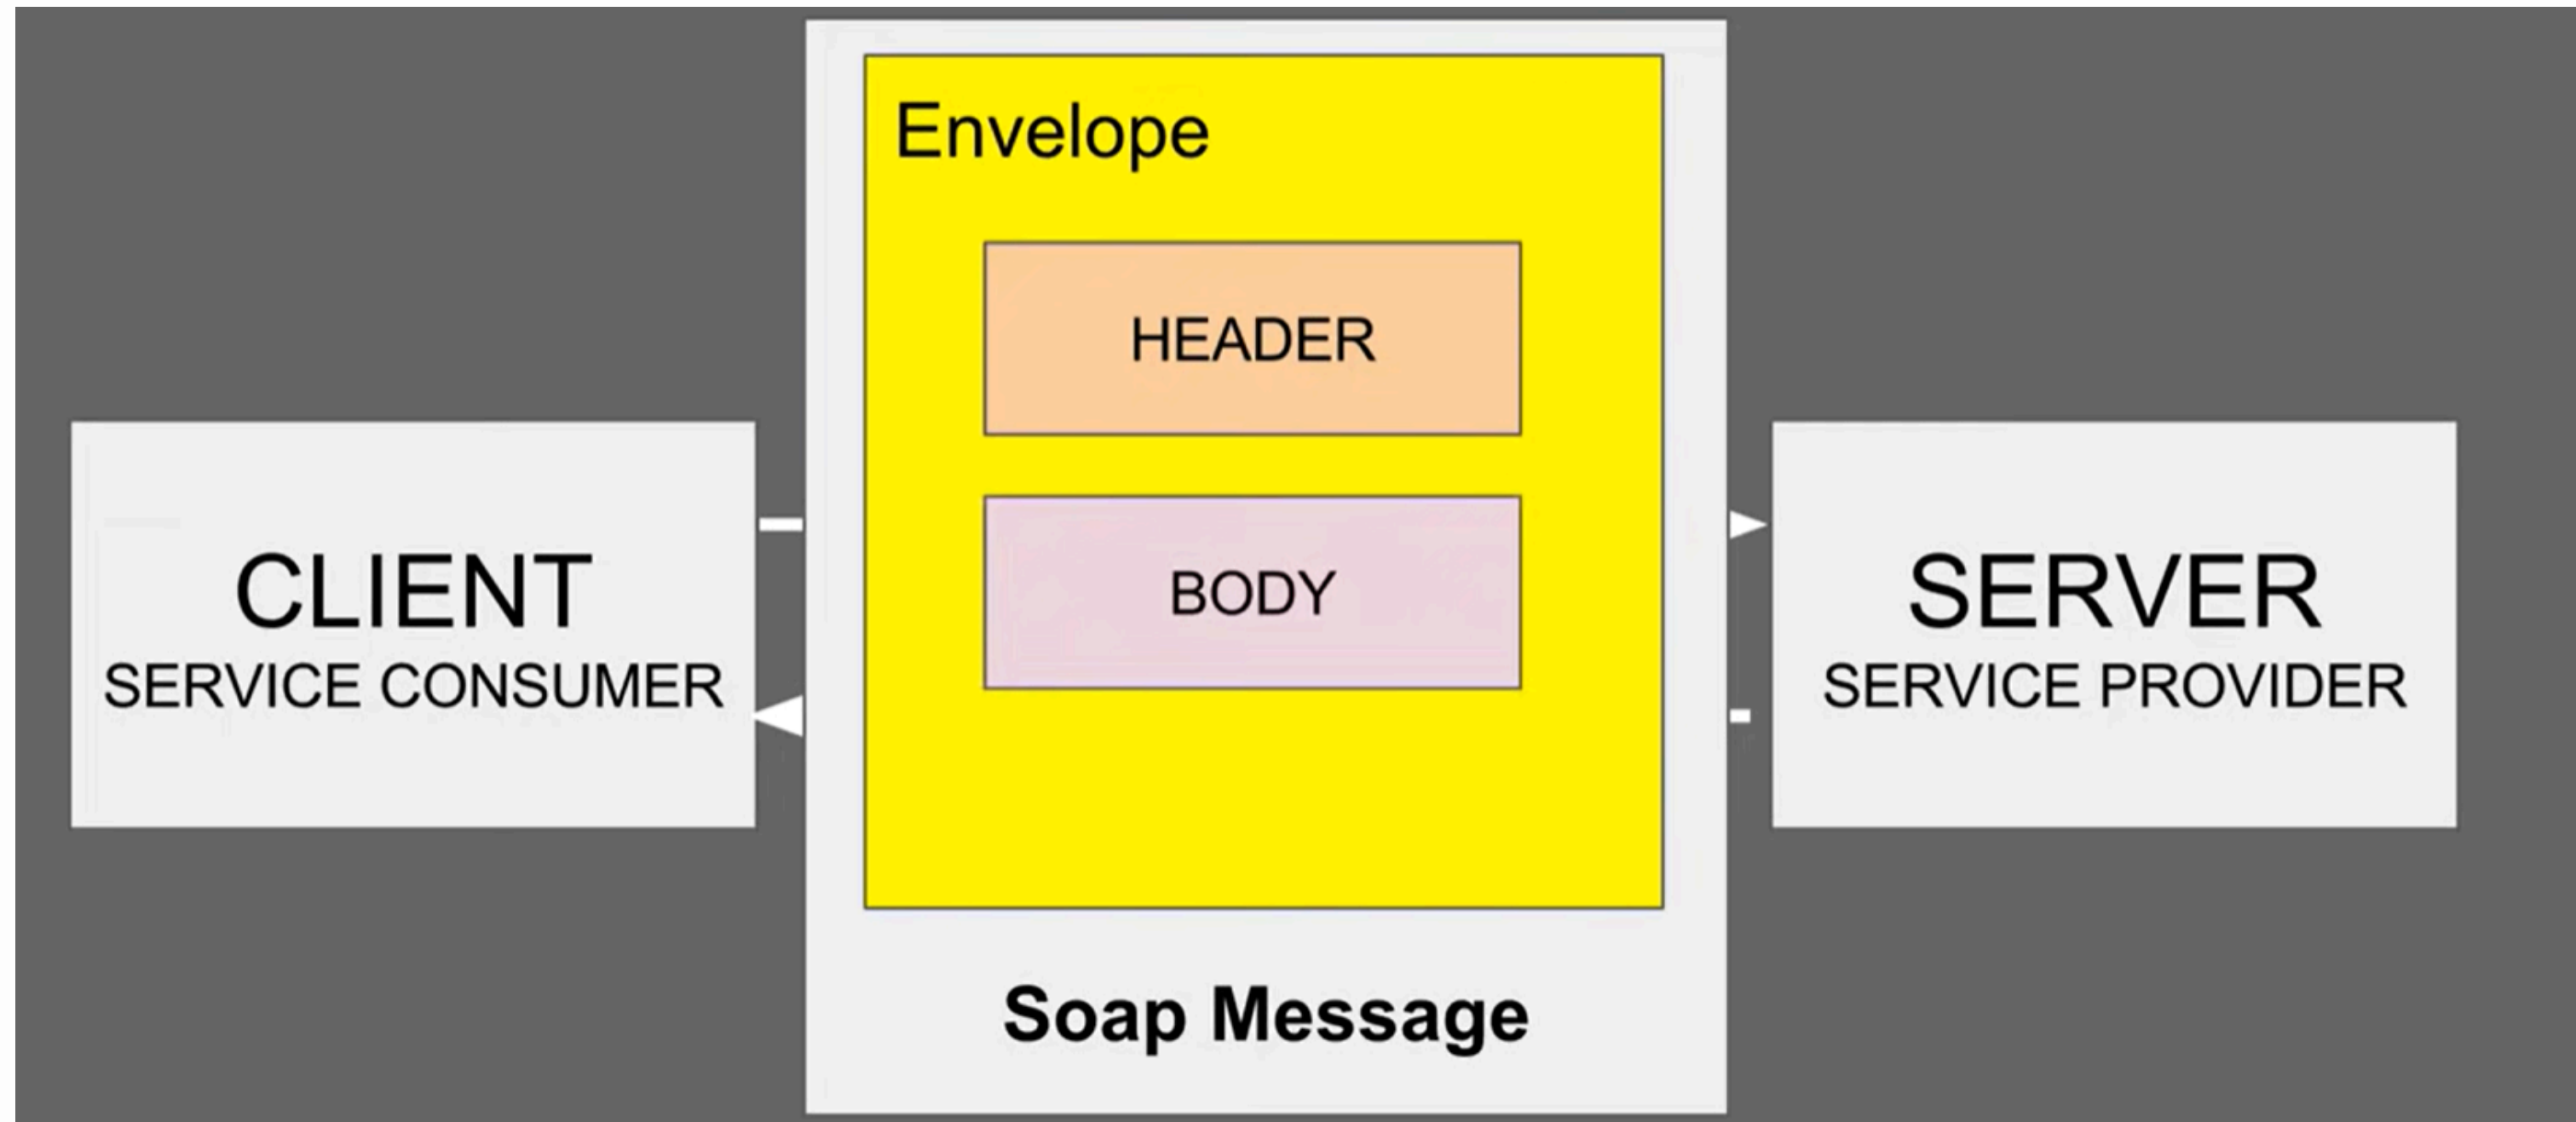 Envelope
HEADER
BODY
CLIENT
SERVICE CONSUMER
SERVER
SERVICE PROVIDER
Soap Message